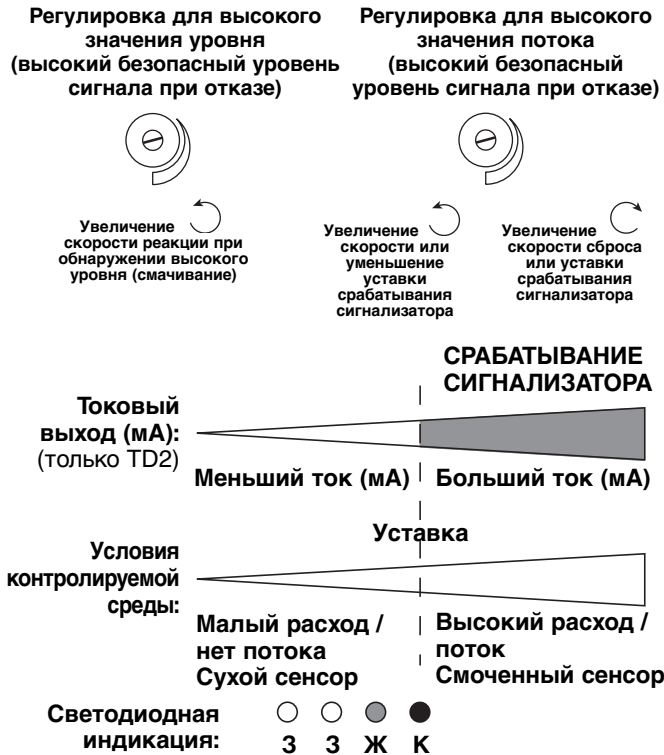 Регулировка для высокого
значения уровня
(высокий безопасный уровень
сигнала при отказе)
Регулировка для высокого
значения потока
(высокий безопасный
уровень сигнала при отказе)
Увеличение
скорости реакции при
обнаружении высокого
уровня (смачивание)
Увеличение
скорости или
уменьшение
уставки
срабатывания
сигнализатора
Увеличение
скорости сброса
или уставки
срабатывания
сигнализатора
СРАБАТЫВАНИЕ
СИГНАЛИЗАТОРА
Токовый
выход (мА):
(только TD2)
Меньший ток (мА)
Больший ток (мА)
Уставка
Условия
контролируемой
среды:
Малый расход /
нет потока
Сухой сенсор
Высокий расход /
поток
Смоченный сенсор
Светодиодная
индикация:
З З Ж К